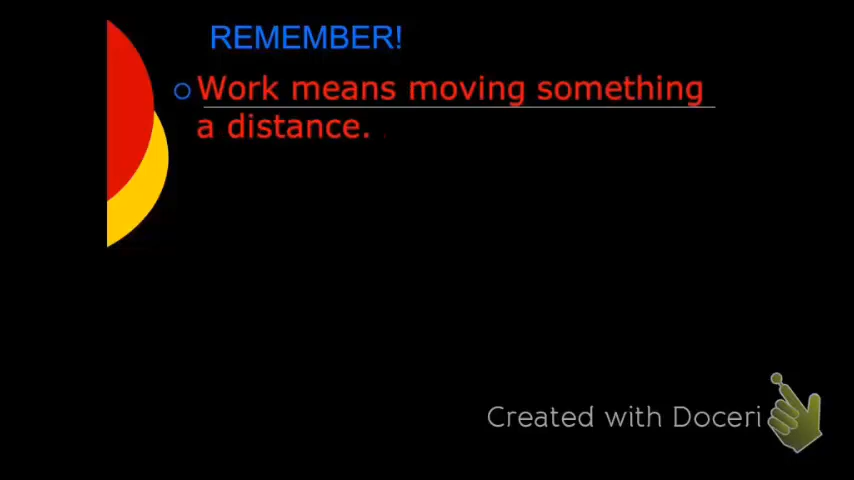 REMEMBER!
Work means moving something
a distance.
Created with Doceri